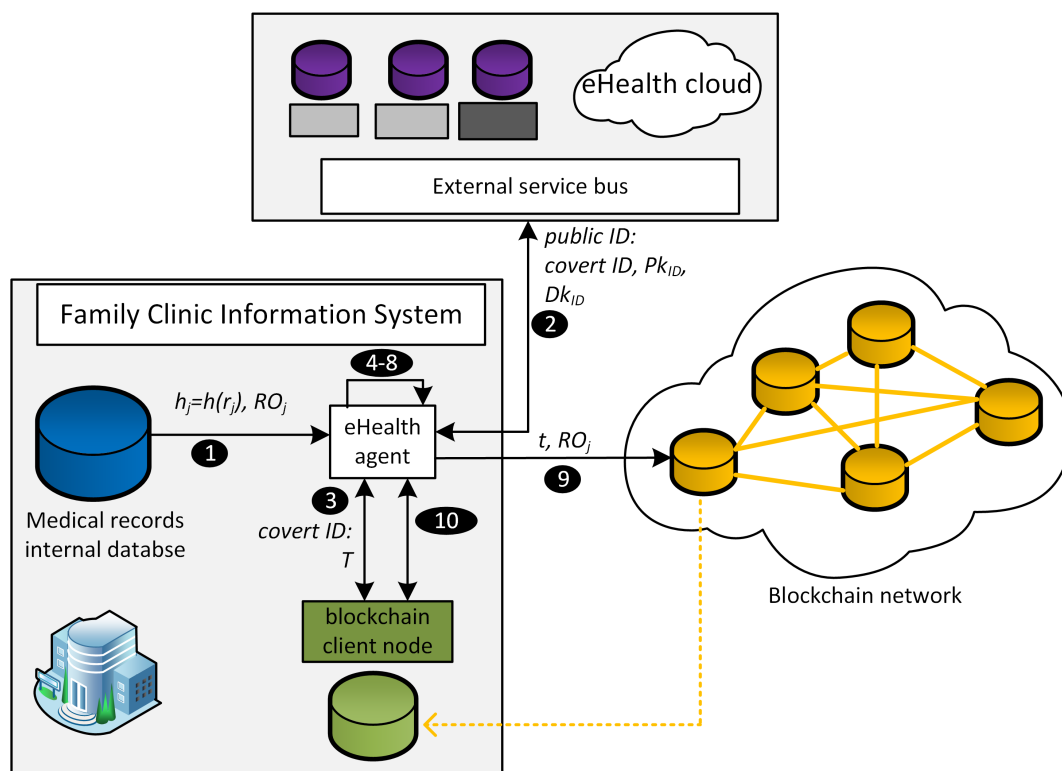 eHealth cloud
External service bus
public ID:
covert ID, Pk_ID,
Dk_ID
2
Family Clinic Information System
4-8
h_j=h(r_j), RO_j
1
eHealth
agent
t, RO_j
9
3
covert ID:
T
10
Medical records
internal databse
blockchain
client node
Blockchain network